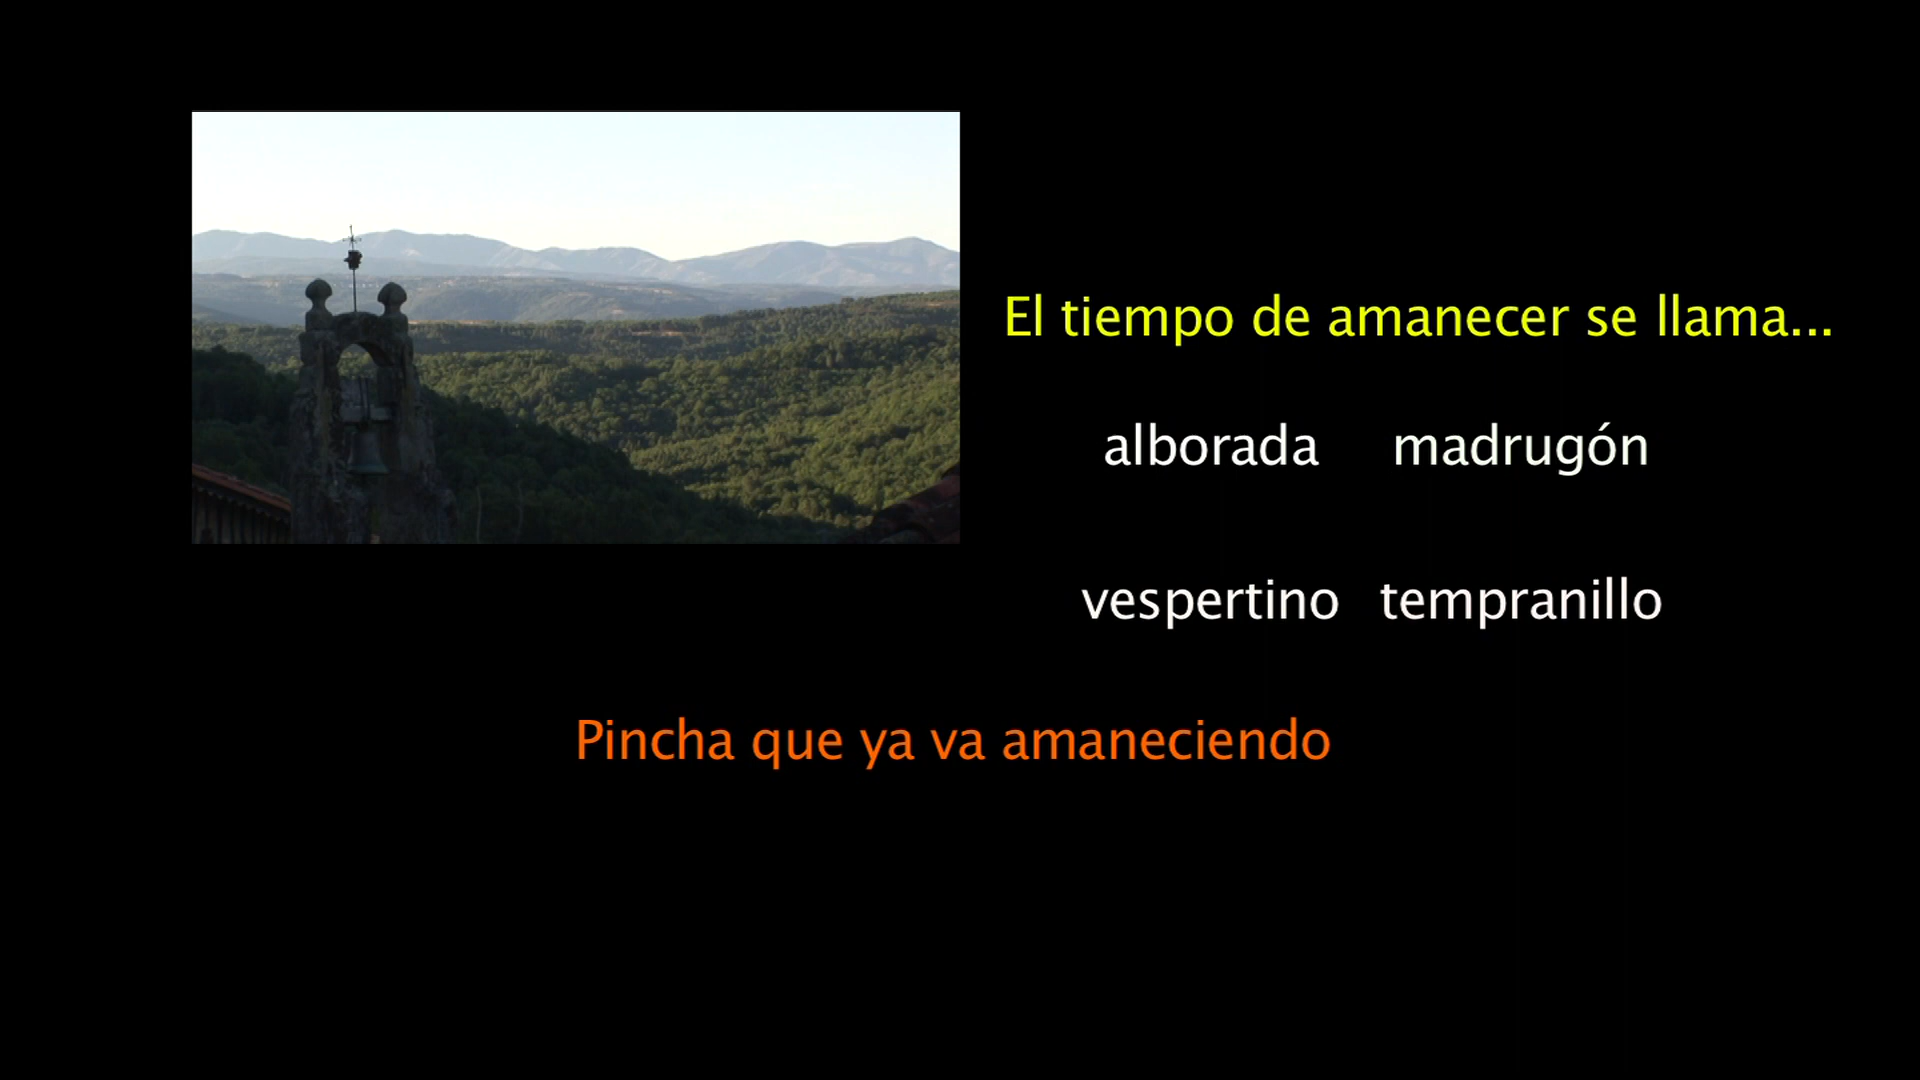 El tiempo de amanecer se llama...
alborada madrugón
vespertino tempranillo
Pincha que ya va amaneciendo